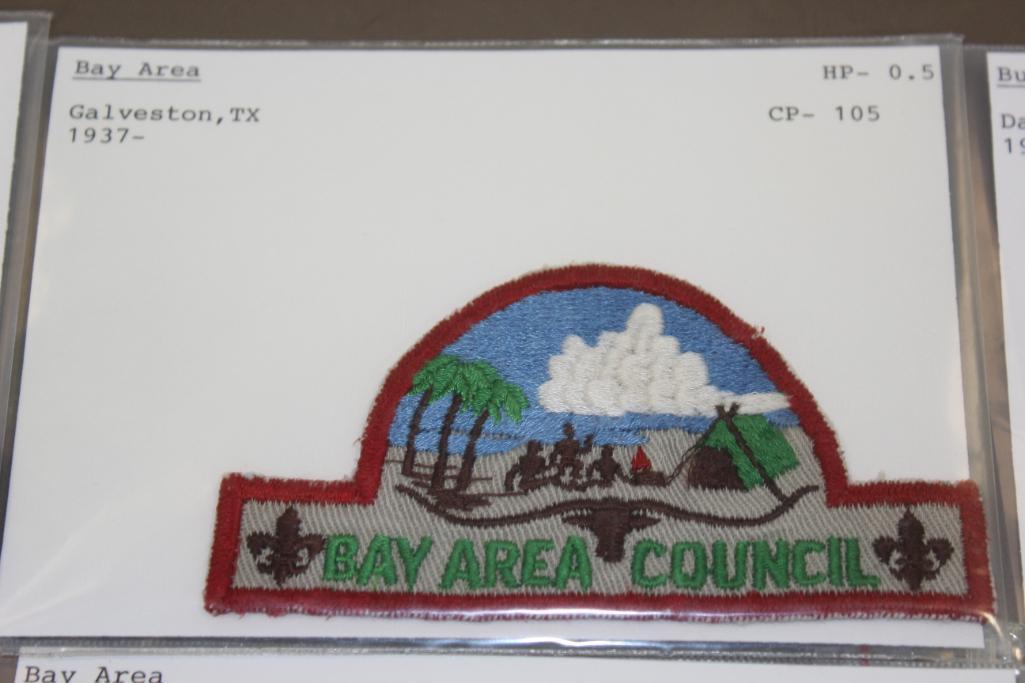 Bay Area
HP- 0.5
Galveston,TX
CP- 105
1937-
BAY AREA COUNCIL
Bay Area